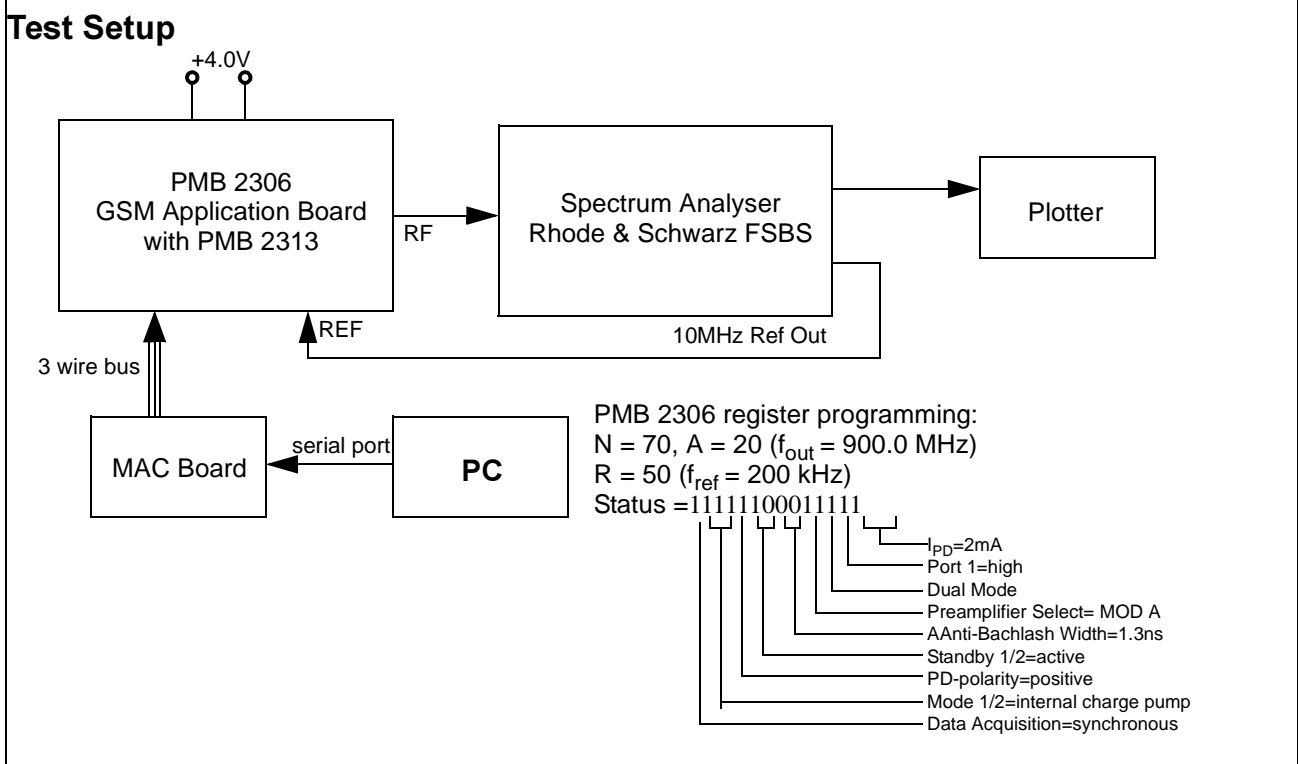 Test Setup
+4.0V
PMB 2306
GSM Application Board
with PMB 2313
RF
Spectrum Analyser
Rhode & Schwarz FSBS
Plotter
REF
10MHz Ref Out
3 wire bus
MAC Board
serial port
PC
PMB 2306 register programming:
N = 70, A = 20 (fout = 900.0 MHz)
R = 50 (fref = 200 kHz)
Status =11111100011111
IPD=2mA
Port 1=high
Dual Mode
Preamplifier Select= MOD A
AAnti-Bachlash Width=1.3ns
Standby 1/2=active
PD-polarity=positive
Mode 1/2=internal charge pump
Data Acquisition=synchronous